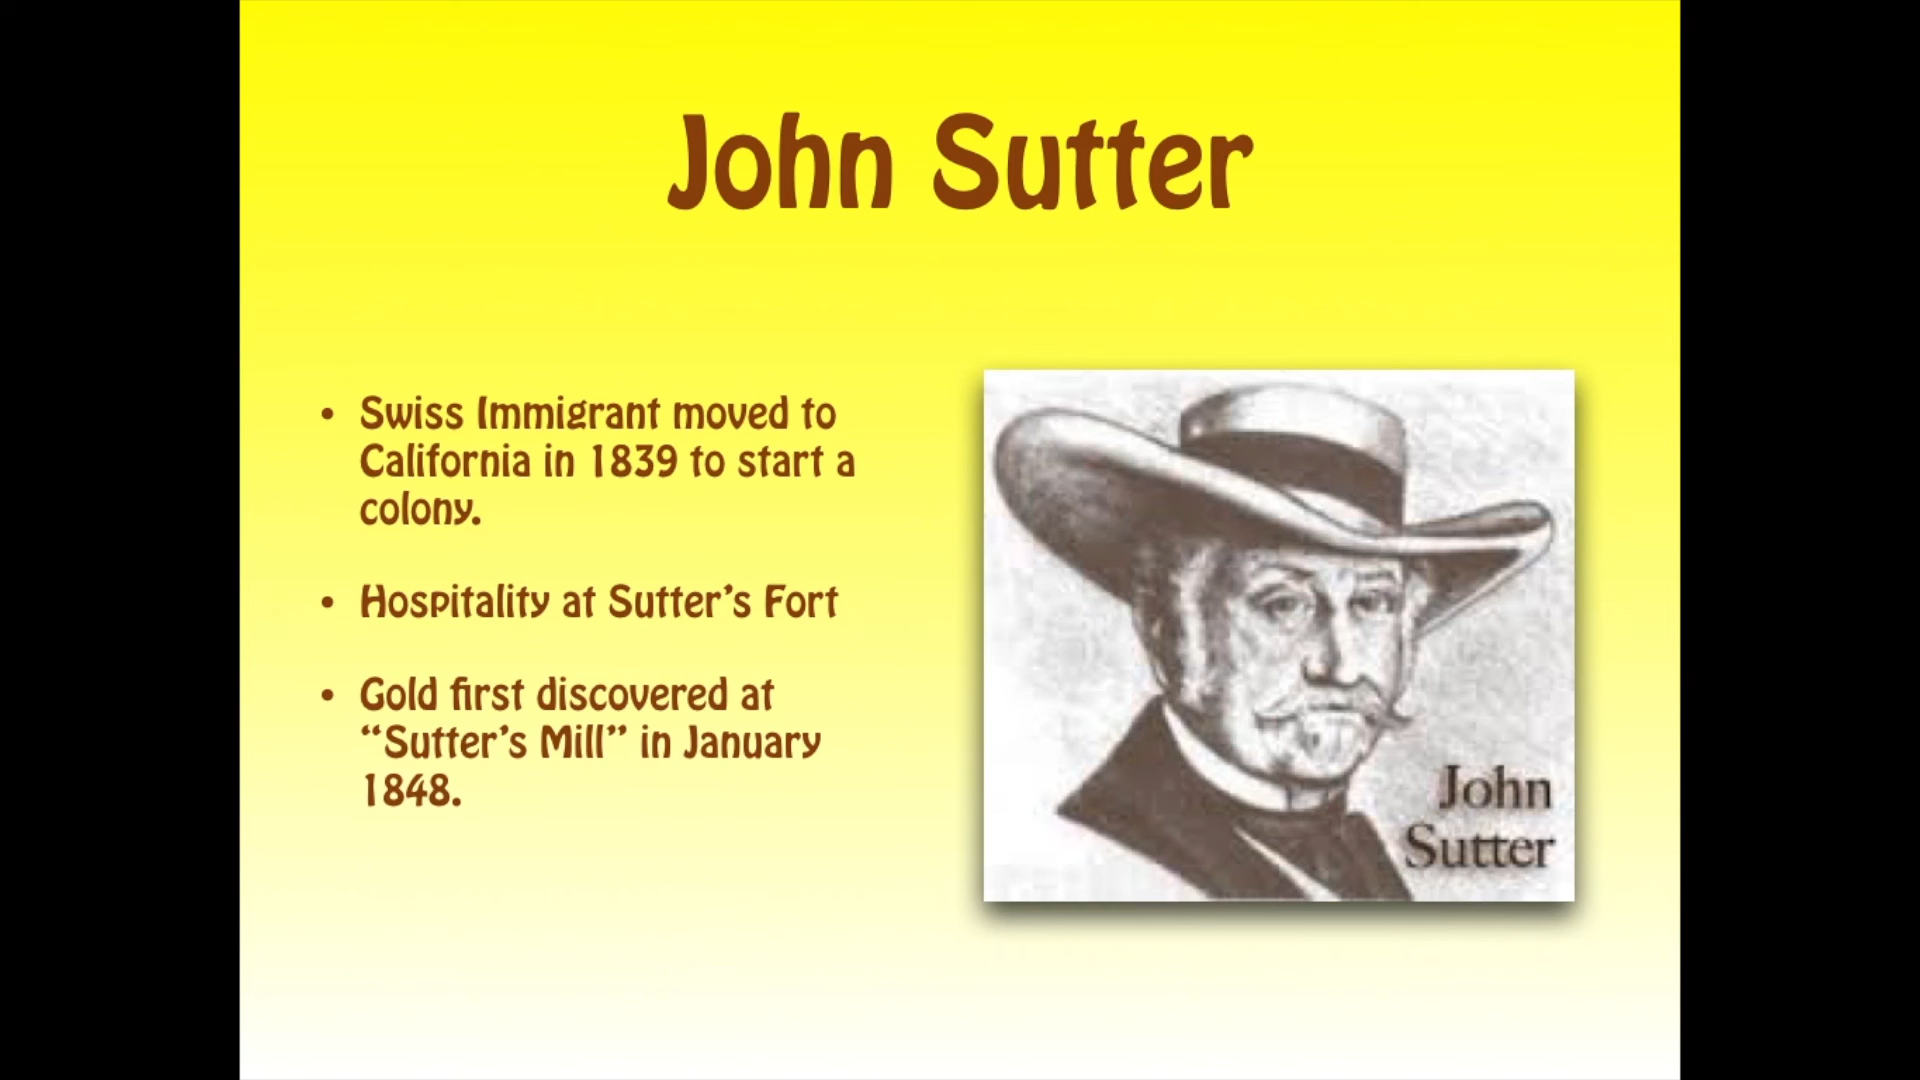 John Sutter
• Swiss Immigrant moved to
California in 1839 to start a
colony.
• Hospitality at Sutter’s Fort
• Gold first discovered at
“Sutter’s Mill” in January
1848.
John
Sutter